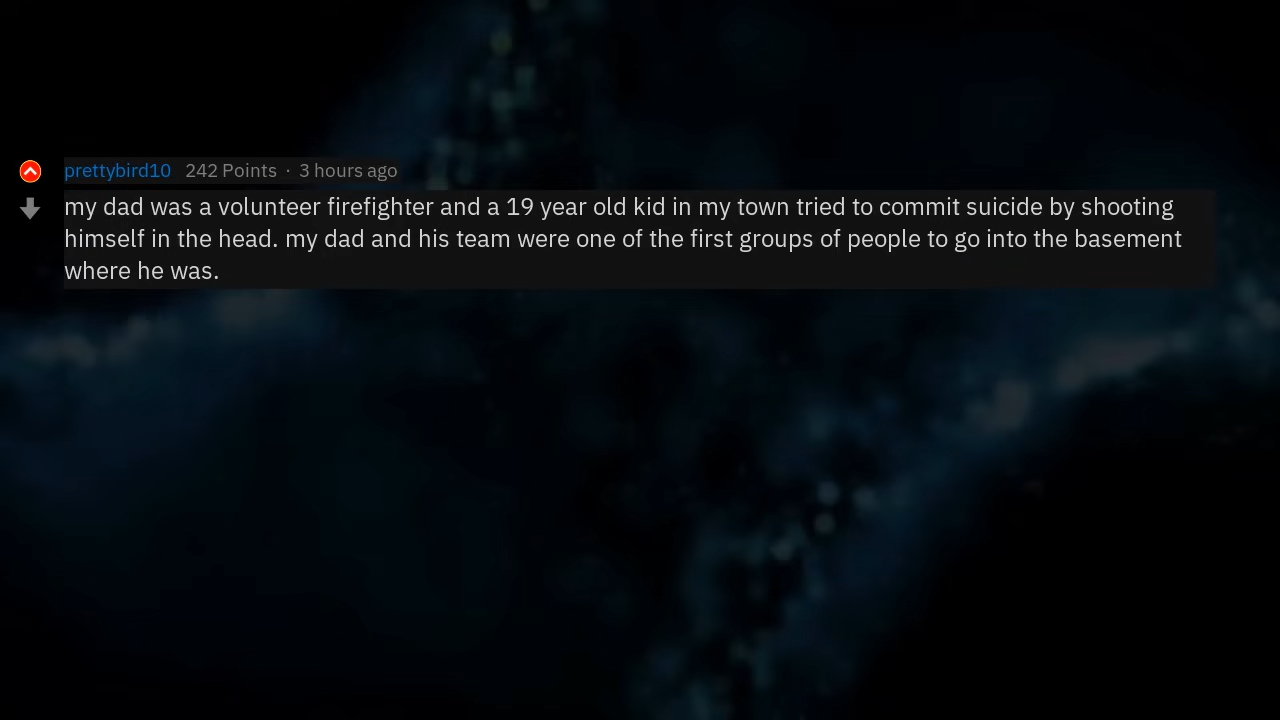 prettybird10 242 Points · 3 hours ago
my dad was a volunteer firefighter and a 19 year old kid in my town tried to commit suicide by shooting
himself in the head. my dad and his team were one of the first groups of people to go into the basement
where he was.